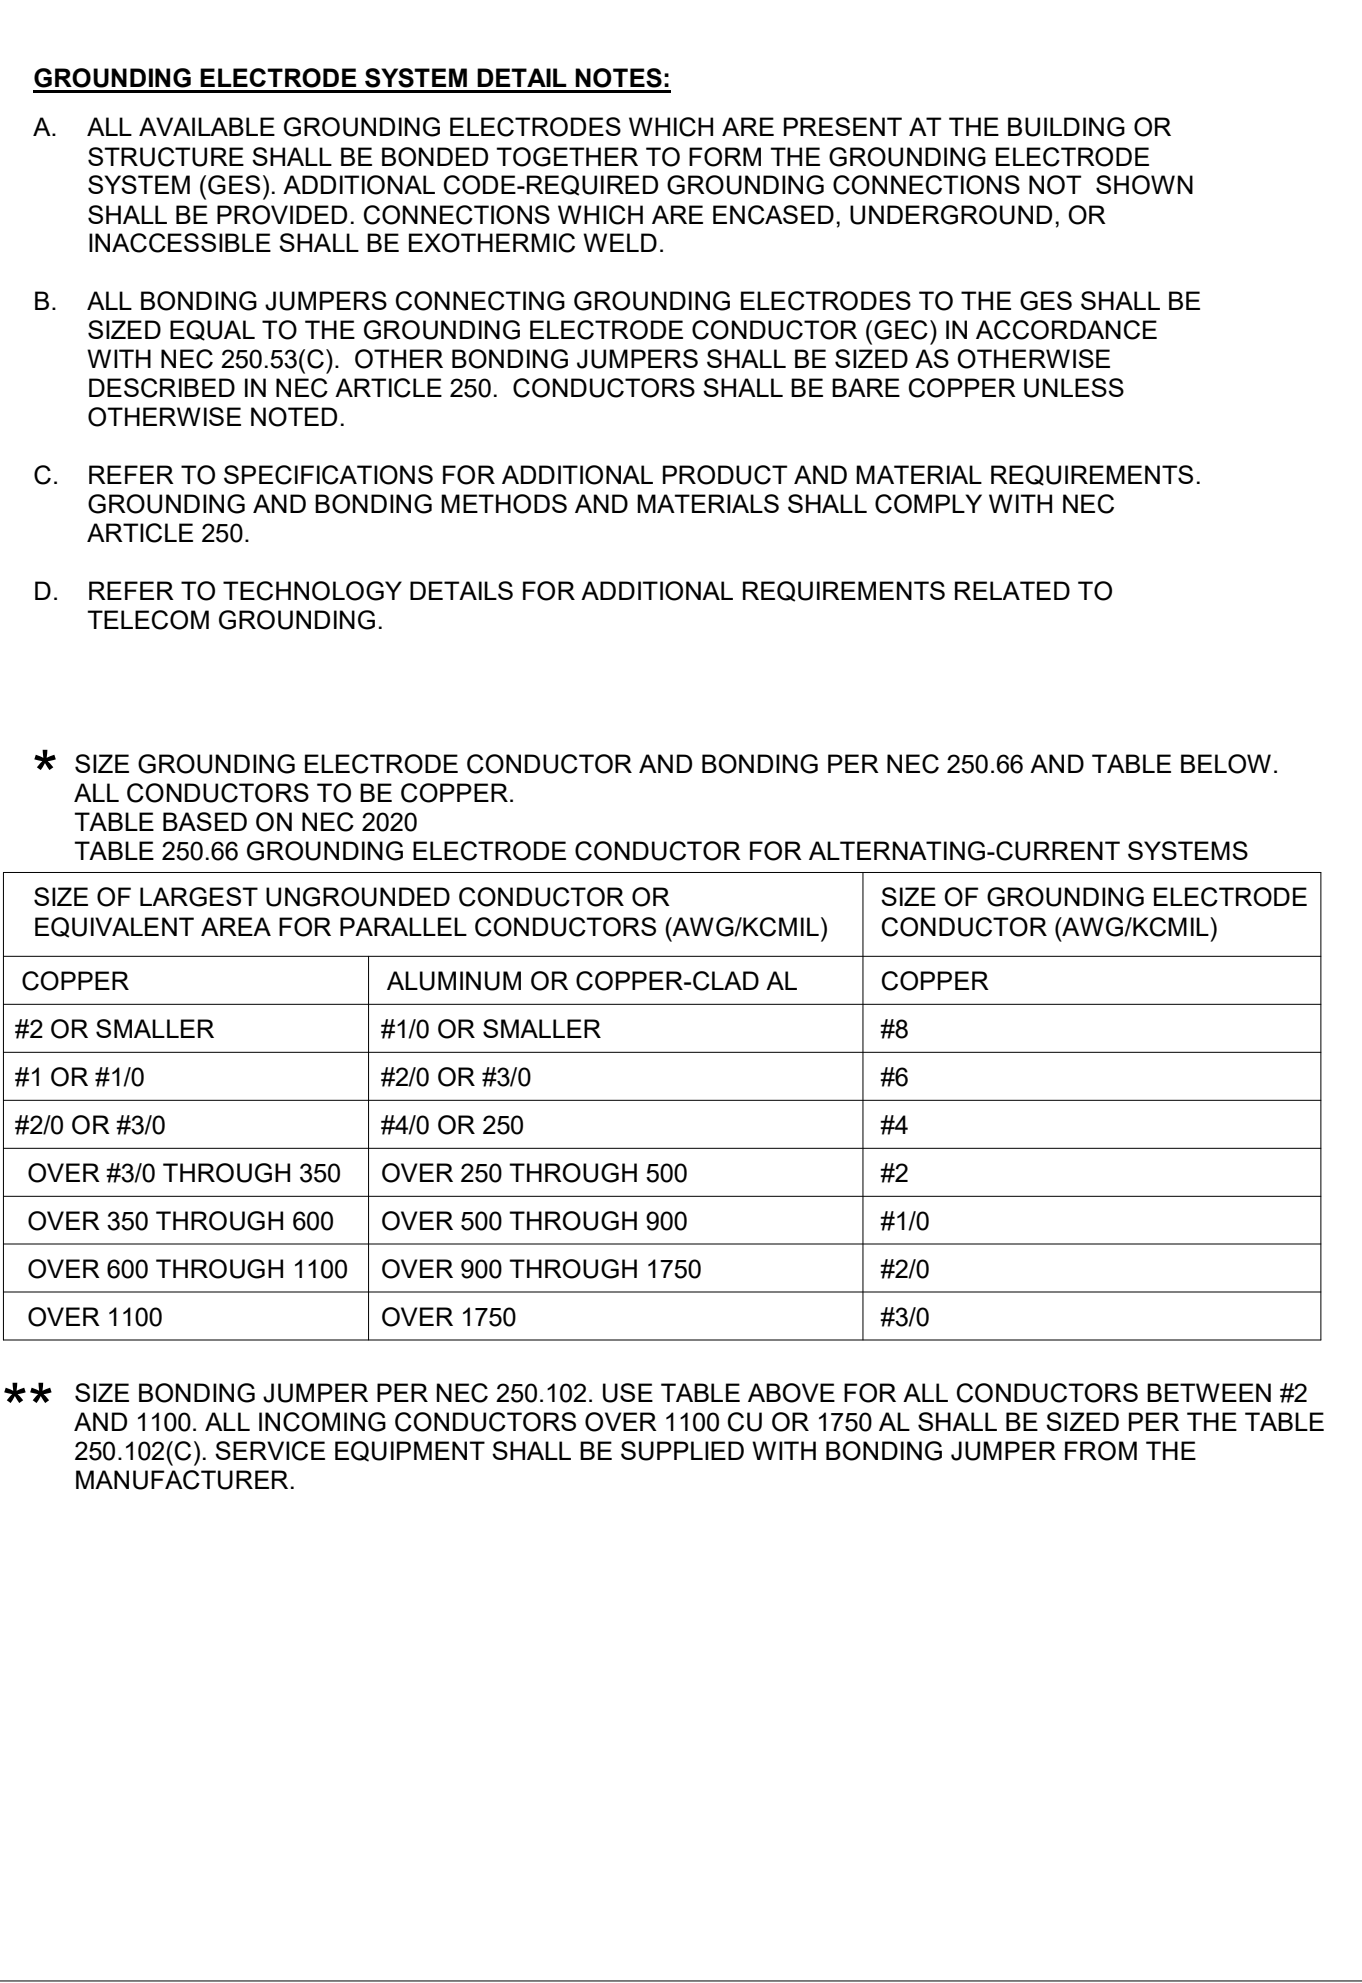 GROUNDING ELECTRODE SYSTEM DETAIL NOTES:
A. ALL AVAILABLE GROUNDING ELECTRODES WHICH ARE PRESENT AT THE BUILDING OR
STRUCTURE SHALL BE BONDED TOGETHER TO FORM THE GROUNDING ELECTRODE
SYSTEM (GES). ADDITIONAL CODE-REQUIRED GROUNDING CONNECTIONS NOT SHOWN
SHALL BE PROVIDED. CONNECTIONS WHICH ARE ENCASED, UNDERGROUND, OR
INACCESSIBLE SHALL BE EXOTHERMIC WELD.
B. ALL BONDING JUMPERS CONNECTING GROUNDING ELECTRODES TO THE GES SHALL BE
SIZED EQUAL TO THE GROUNDING ELECTRODE CONDUCTOR (GEC) IN ACCORDANCE
WITH NEC 250.53(C). OTHER BONDING JUMPERS SHALL BE SIZED AS OTHERWISE
DESCRIBED IN NEC ARTICLE 250. CONDUCTORS SHALL BE BARE COPPER UNLESS
OTHERWISE NOTED.
C. REFER TO SPECIFICATIONS FOR ADDITIONAL PRODUCT AND MATERIAL REQUIREMENTS.
GROUNDING AND BONDING METHODS AND MATERIALS SHALL COMPLY WITH NEC
ARTICLE 250.
D. REFER TO TECHNOLOGY DETAILS FOR ADDITIONAL REQUIREMENTS RELATED TO
TELECOM GROUNDING.
* SIZE GROUNDING ELECTRODE CONDUCTOR AND BONDING PER NEC 250.66 AND TABLE BELOW.
ALL CONDUCTORS TO BE COPPER.
TABLE BASED ON NEC 2020
TABLE 250.66 GROUNDING ELECTRODE CONDUCTOR FOR ALTERNATING-CURRENT SYSTEMS
SIZE OF LARGEST UNGROUNDED CONDUCTOR OR
EQUIVALENT AREA FOR PARALLEL CONDUCTORS (AWG/KCMIL)
SIZE OF GROUNDING ELECTRODE
CONDUCTOR (AWG/KCMIL)
COPPER ALUMINUM OR COPPER-CLAD AL COPPER
#2 OR SMALLER #1/0 OR SMALLER #8
#1 OR #1/0 #2/0 OR #3/0 #6
#2/0 OR #3/0 #4/0 OR 250 #4
OVER #3/0 THROUGH 350 OVER 250 THROUGH 500 #2
OVER 350 THROUGH 600 OVER 500 THROUGH 900 #1/0
OVER 600 THROUGH 1100 OVER 900 THROUGH 1750 #2/0
OVER 1100 OVER 1750 #3/0
** SIZE BONDING JUMPER PER NEC 250.102. USE TABLE ABOVE FOR ALL CONDUCTORS BETWEEN #2
AND 1100. ALL INCOMING CONDUCTORS OVER 1100 CU OR 1750 AL SHALL BE SIZED PER THE TABLE
250.102(C). SERVICE EQUIPMENT SHALL BE SUPPLIED WITH BONDING JUMPER FROM THE
MANUFACTURER.